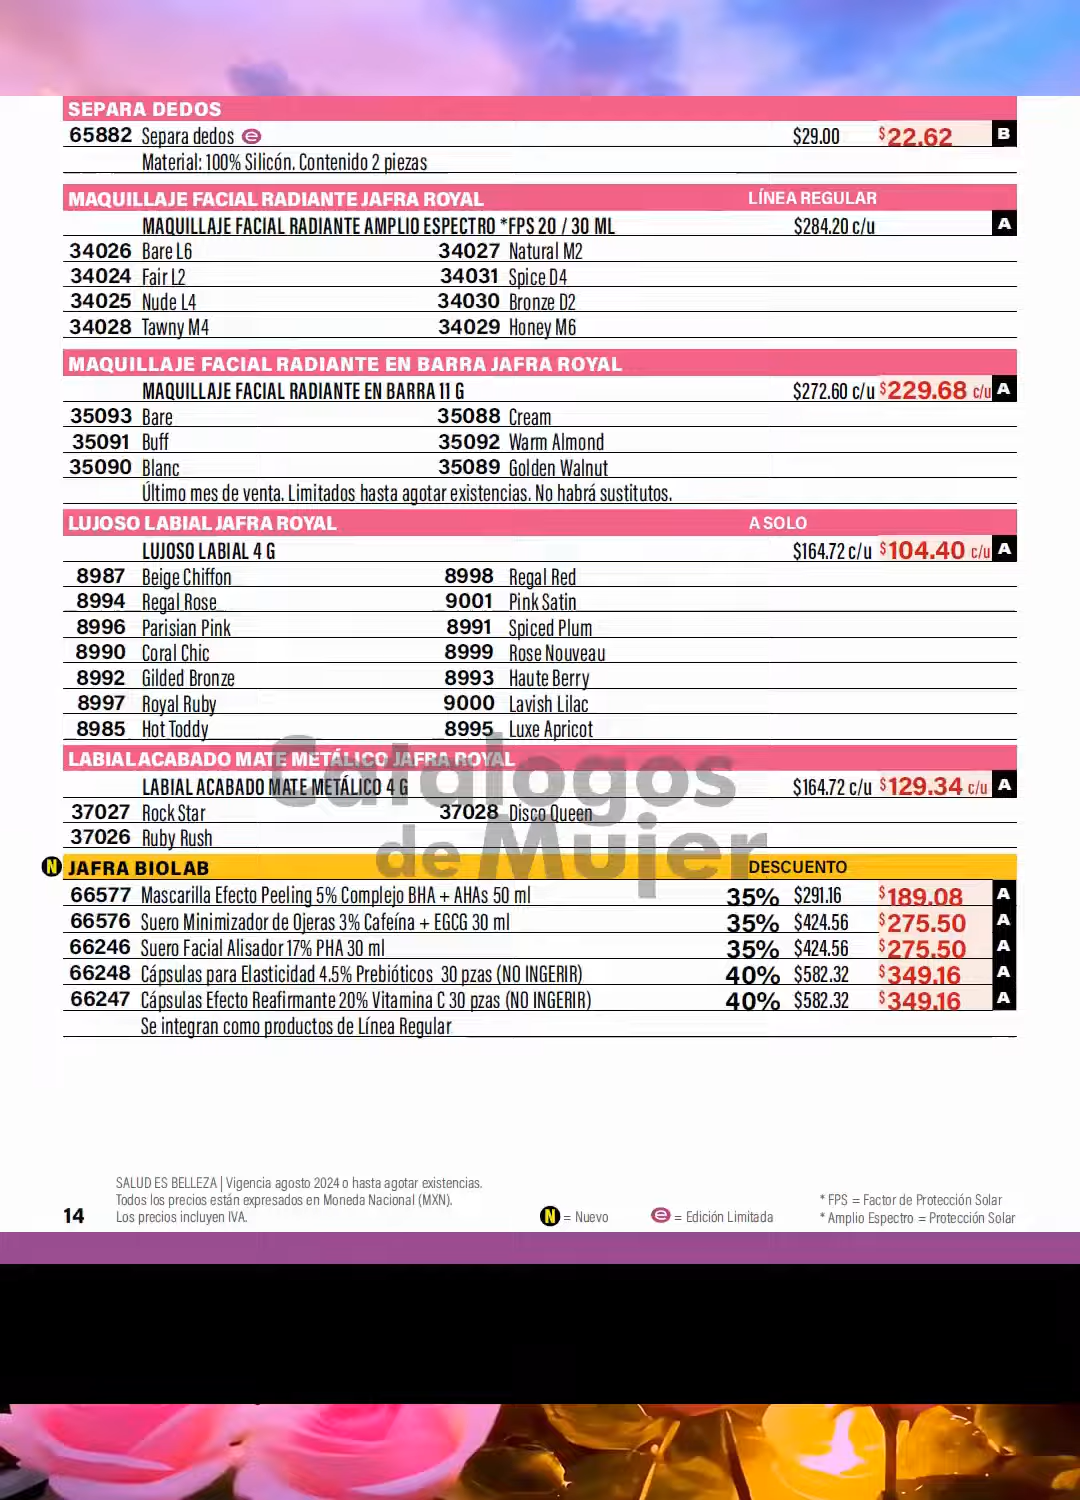 SEPARA DEDOS
65882 Separa dedos e $29.00 $22.62 B
Material: 100% Silicón. Contenido 2 piezas
MAQUILLAJE FACIAL RADIANTE JAFRA ROYAL LÍNEA REGULAR
MAQUILLAJE FACIAL RADIANTE AMPLIO ESPECTRO *FPS 20 / 30 ML $284.20 c/u A
34026 Bare L6 34027 Natural M2
34024 Fair L2 34031 Spice D4
34025 Nude L4 34030 Bronze D2
34028 Tawny M4 34029 Honey M6
MAQUILLAJE FACIAL RADIANTE EN BARRA JAFRA ROYAL
MAQUILLAJE FACIAL RADIANTE EN BARRA 11 G $272.60 c/u $229.68 c/u A
35093 Bare 35088 Cream
35091 Buff 35092 Warm Almond
35090 Blanc 35089 Golden Walnut
Último mes de venta. Limitados hasta agotar existencias. No habrá sustitutos.
LUJOSO LABIAL JAFRA ROYAL A SOLO
LUJOSO LABIAL 4 G $164.72 c/u $104.40 c/u A
8987 Beige Chiffon 8998 Regal Red
8994 Regal Rose 9001 Pink Satin
8996 Parisian Pink 8991 Spiced Plum
8990 Coral Chic 8999 Rose Nouveau
8992 Gilded Bronze 8993 Haute Berry
8997 Royal Ruby 9000 Lavish Lilac
8985 Hot Toddy 8995 Luxe Apricot
LABIAL ACABADO MATE METÁLICO JAFRA ROYAL
LABIAL ACABADO MATE METÁLICO 4 G $164.72 c/u $129.34 c/u A
37027 Rock Star 37028 Disco Queen
37026 Ruby Rush
Catalogos
de Mujer
N JAFRA BIOLAB DESCUENTO
66577 Mascarilla Efecto Peeling 5% Complejo BHA + AHAs 50 ml 35% $291.16 $189.08 A
66576 Suero Minimizador de Ojeras 3% Cafeína + EGCG 30 ml 35% $424.56 $275.50 A
66246 Suero Facial Alisador 17% PHA 30 ml 35% $424.56 $275.50 A
66248 Cápsulas para Elasticidad 4.5% Prebióticos 30 pzas (NO INGERIR) 40% $582.32 $349.16 A
66247 Cápsulas Efecto Reafirmante 20% Vitamina C 30 pzas (NO INGERIR) 40% $582.32 $349.16 A
Se integran como productos de Línea Regular
SALUD ES BELLEZA | Vigencia agosto 2024 o hasta agotar existencias.
Todos los precios están expresados en Moneda Nacional (MXN).
Los precios incluyen IVA.
14
N = Nuevo
e = Edición Limitada
* FPS = Factor de Protección Solar
* Amplio Espectro = Protección Solar